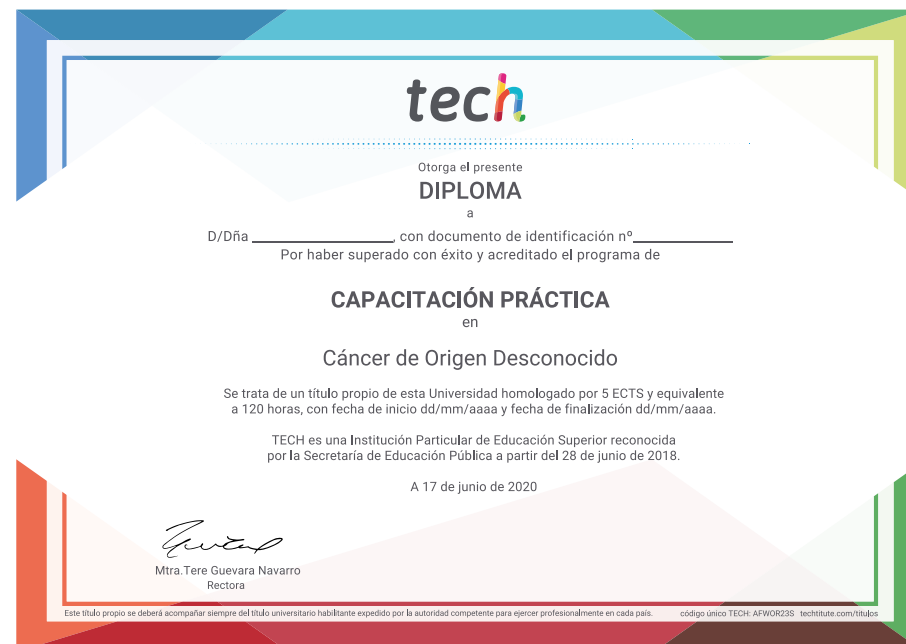 tech
Otorga el presente
DIPLOMA
a
D/Dña ____________, con documento de identificación nº____________
Por haber superado con éxito y acreditado el programa de
CAPACITACIÓN PRÁCTICA
en
Cáncer de Origen Desconocido
Se trata de un título propio de esta Universidad homologado por 5 ECTS y equivalente
a 120 horas, con fecha de inicio dd/mm/aaaa y fecha de finalización dd/mm/aaaa.
TECH es una Institución Particular de Educación Superior reconocida
por la Secretaría de Educación Pública a partir del 28 de junio de 2018.
A 17 de junio de 2020
Mtra.Tere Guevara Navarro
Rectora
Este título propio se deberá acompañar siempre del título universitario habilitante expedido por la autoridad competente para ejercer profesionalmente en cada país. código único TECH: AFWOR23S techtitute.com/titulos